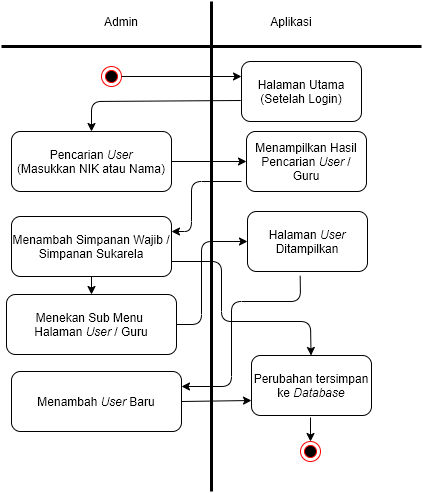 Admin
Aplikasi
Halaman Utama
(Setelah Login)
Pencarian User
(Masukkan NIK atau Nama)
Menampilkan Hasil
Pencarian User /
Guru
Menambah Simpanan Wajib /
Simpanan Sukarela
Halaman User
Ditampilkan
Menekan Sub Menu
Halaman User / Guru
Perubahan tersimpan
ke Database
Menambah User Baru